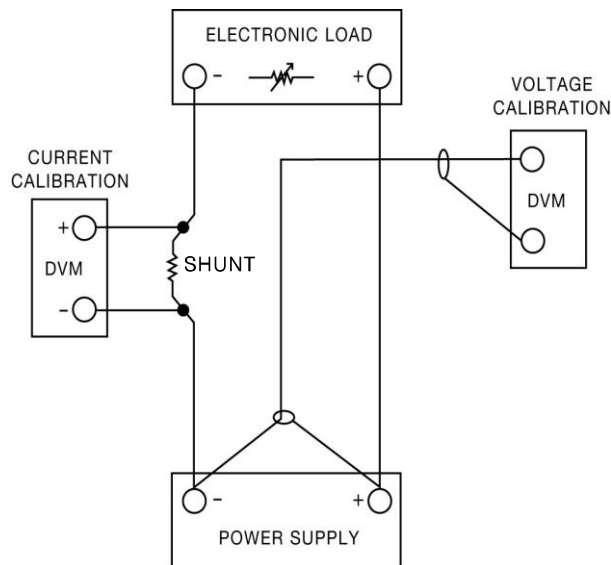 ELECTRONIC LOAD
- +
VOLTAGE
CALIBRATION
DVM
CURRENT
CALIBRATION
+
DVM
-
SHUNT
- +
POWER SUPPLY